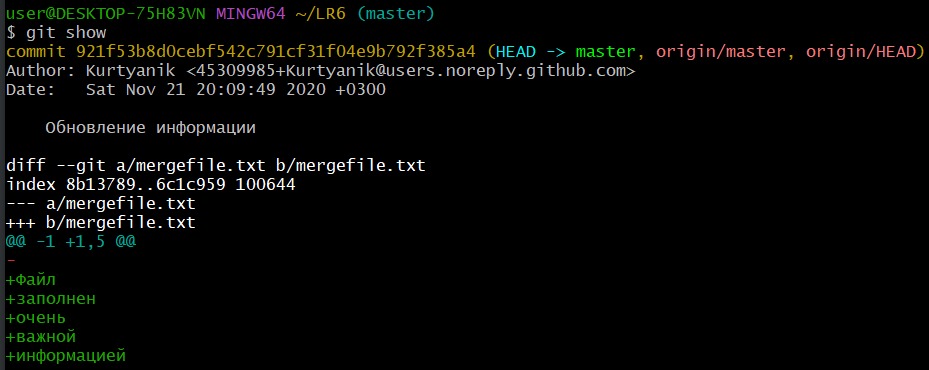 user@DESKTOP-75H83VN MINGW64 ~/LR6 (master)
$ git show
commit 921f53b8d0cebf542c791cf31f04e9b792f385a4 (HEAD -> master, origin/master, origin/HEAD)
Author: Kurtyanik <45309985+Kurtyanik@users.noreply.github.com>
Date:   Sat Nov 21 20:09:49 2020 +0300

    Обновление информации

diff --git a/mergefile.txt b/mergefile.txt
index 8b13789..6c1c959 100644
--- a/mergefile.txt
+++ b/mergefile.txt
@@ -1 +1,5 @@
-
+Файл
+заполнен
+очень
+важной
+информацией